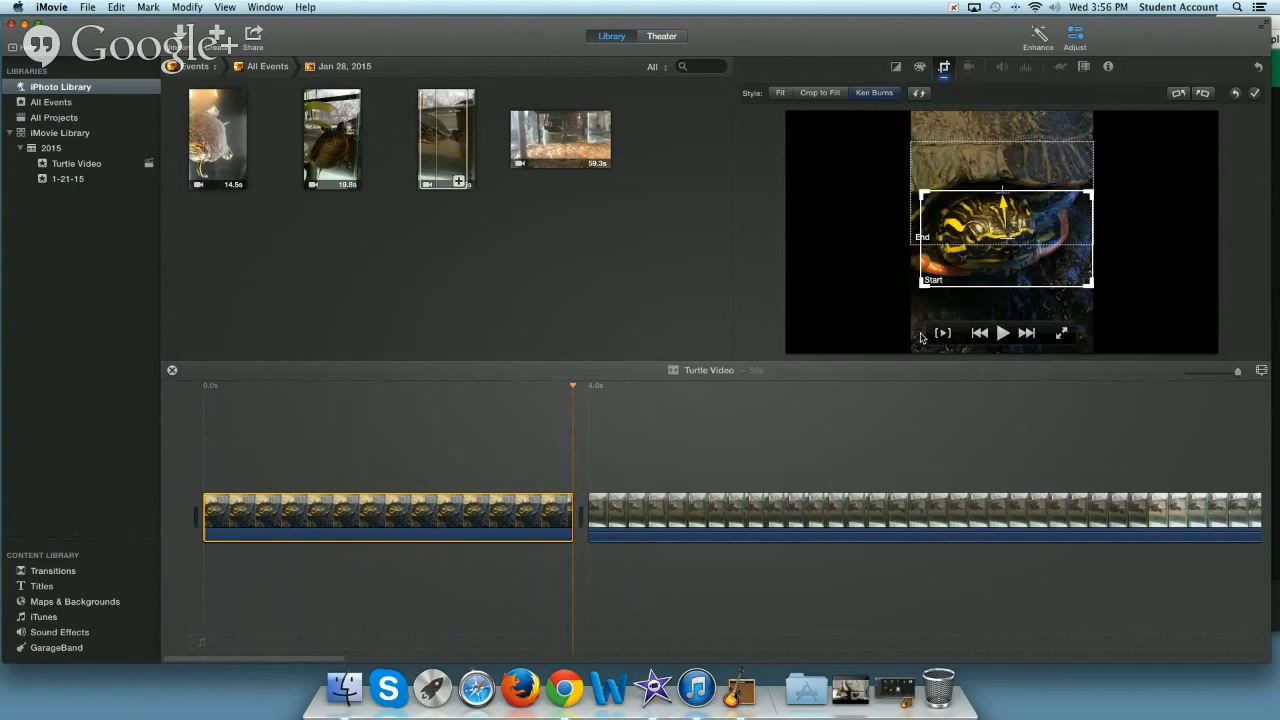 iMovie File Edit Mark Modify View Window Help
Wed 3:56 PM Student Account
Google+
Import Create Share
Library Theater
Enhance Adjust
LIBRARIES
iPhoto Library
All Events
All Projects
iMovie Library
2015
Turtle Video
1-21-15
Events All Events Jan 28, 2015
All
14.5s
19.8s
59.3s
Style: Fit Crop to Fill Ken Burns
End
Start
Turtle Video — 50s
0.0s 4.0s
CONTENT LIBRARY
Transitions
T Titles
Maps & Backgrounds
iTunes
Sound Effects
GarageBand